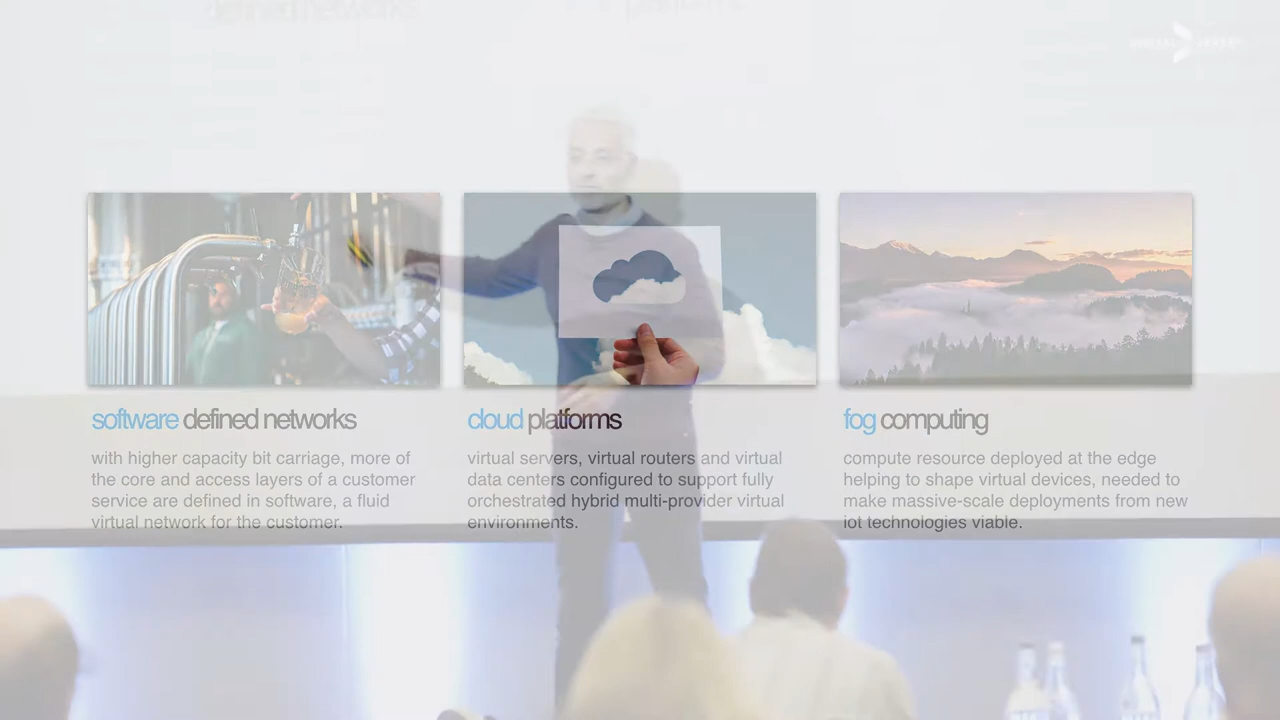 software defined networks
with higher capacity bit carriage, more of
the core and access layers of a customer
service are defined in software, a fluid
virtual network for the customer.
cloud platforms
virtual servers, virtual routers and virtual
data centers configured to support fully
orchestrated hybrid multi-provider virtual
environments.
fog computing
compute resource deployed at the edge
helping to shape virtual devices, needed to
make massive-scale deployments from new
iot technologies viable.